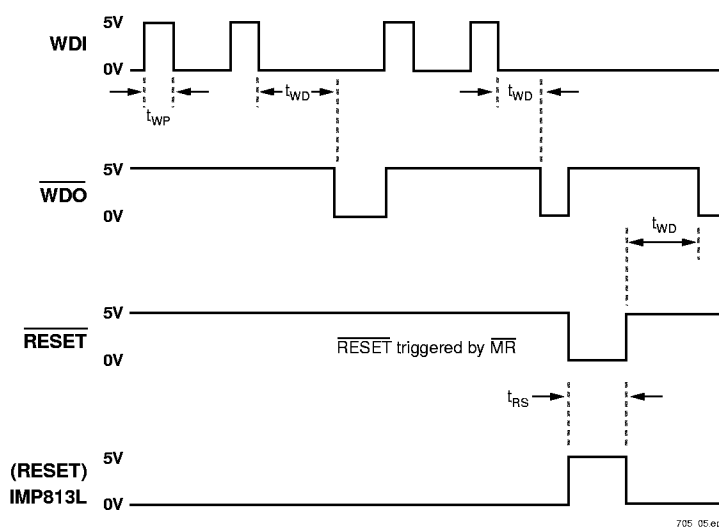 5V
WDI
0V
tWD
tWD
tWP
5V
WDO
0V
tWD
5V
RESET
RESET triggered by MR
0V
tRS
5V
(RESET)
IMP813L
0V